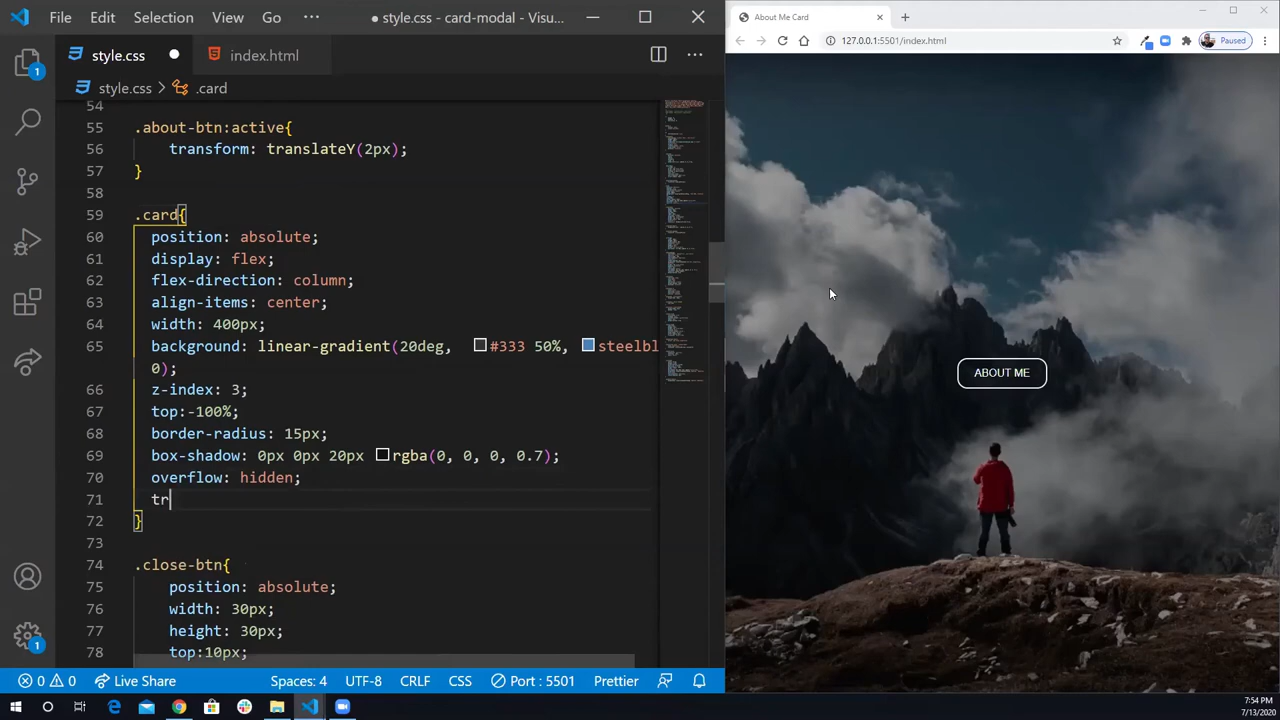 File Edit Selection View Go ··· ● style.css - card-modal - Visu...
style.css ● index.html
style.css > .card
54
55 .about-btn:active{
56 transform: translateY(2px);
57 }
58
59 .card{
60 position: absolute;
61 display: flex;
62 flex-direction: column;
63 align-items: center;
64 width: 400px;
65 background: linear-gradient(20deg, #333 50%, steelbl
0);
66 z-index: 3;
67 top:-100%;
68 border-radius: 15px;
69 box-shadow: 0px 0px 20px rgba(0, 0, 0, 0.7);
70 overflow: hidden;
71 tr
72 }
73
74 .close-btn{
75 position: absolute;
76 width: 30px;
77 height: 30px;
78 top:10px;
1
1
0 0 Live Share Spaces: 4 UTF-8 CRLF CSS Port : 5501 Prettier
About Me Card
127.0.0.1:5501/index.html Paused
ABOUT ME
7:54 PM
7/13/2020